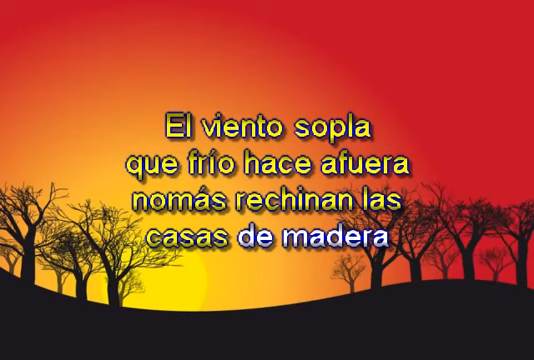 El viento sopla
que frío hace afuera
nomás rechinan las
casas de madera